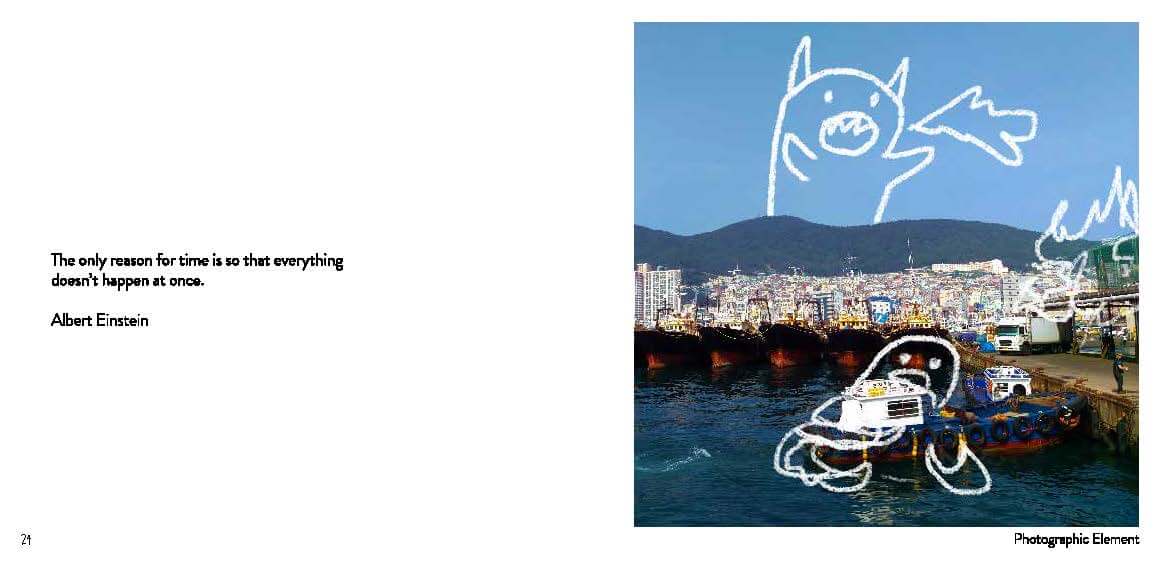 The only reason for time is so that everything
doesn't happen at once.
Albert Einstein
24
Photographic Element